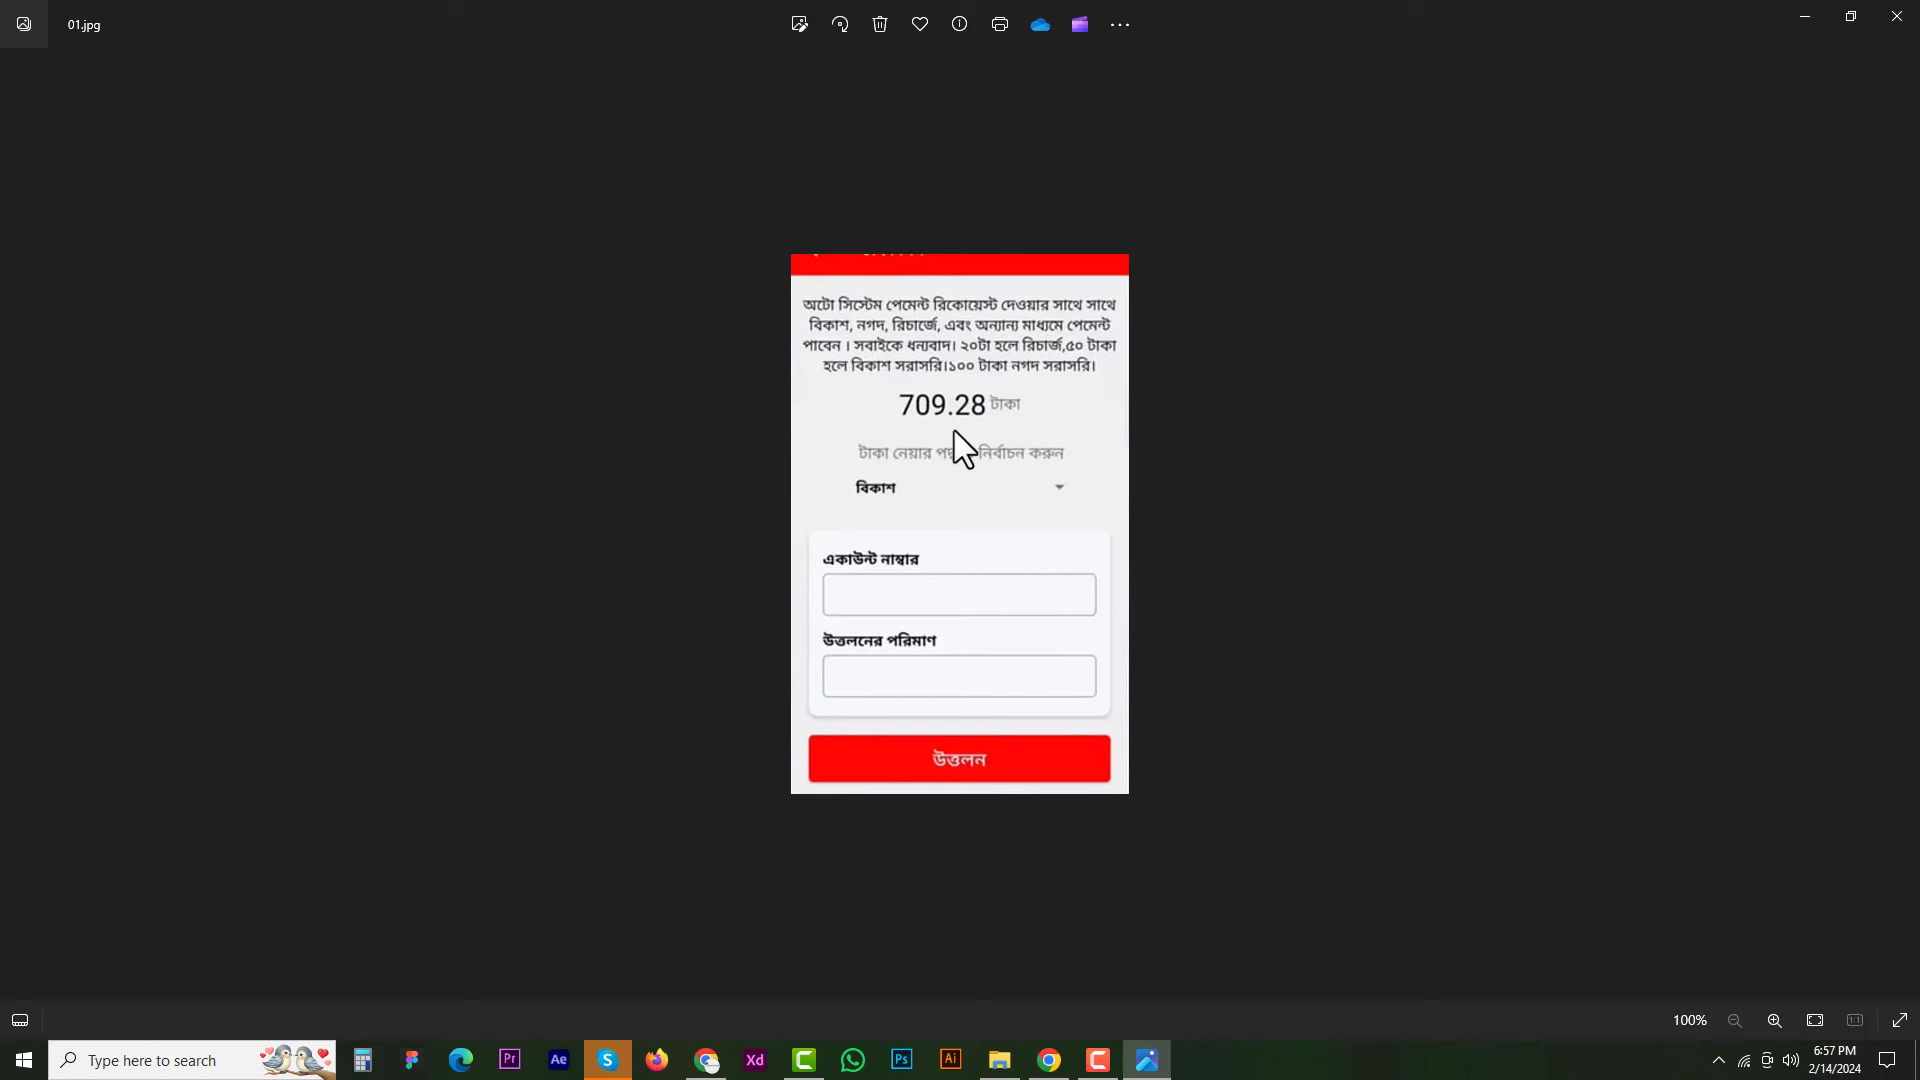 01.jpg
অটো সিস্টেম পেমেন্ট রিকোয়েস্ট দেওয়ার সাথে সাথে
বিকাশ, নগদ, রিচার্জে, এবং অন্যান্য মাধ্যমে পেমেন্ট
পাবেন । সবাইকে ধন্যবাদ। ২০টা হলে রিচার্জ,৫০ টাকা
হলে বিকাশ সরাসরি।১০০ টাকা নগদ সরাসরি।
709.28 টাকা
টাকা নেয়ার নির্বাচন করুন
বিকাশ
একাউন্ট নাম্বার
উত্তলনের পরিমাণ
উত্তলন
100%
Type here to search
Pr
Ae
S
Xd
C
Ps
Ai
C
6:57 PM
2/14/2024